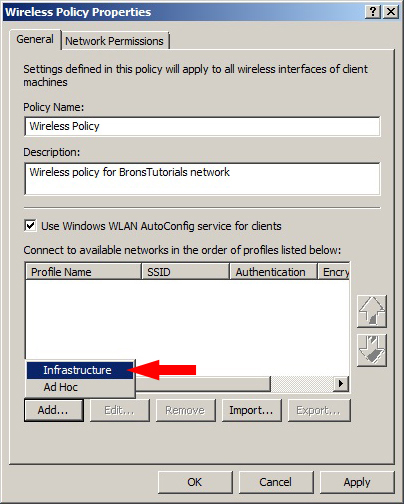 Wireless Policy Properties
General
Network Permissions
Settings defined in this policy will apply to all wireless interfaces of client
machines
Policy Name:
Wireless Policy
Description:
Wireless policy for BronsTutorials network
Use Windows WLAN AutoConfig service for clients
Connect to available networks in the order of profiles listed below:
Profile Name SSID Authentication Encry
Infrastructure
Ad Hoc
Add... Edit... Remove Import... Export...
OK Cancel Apply